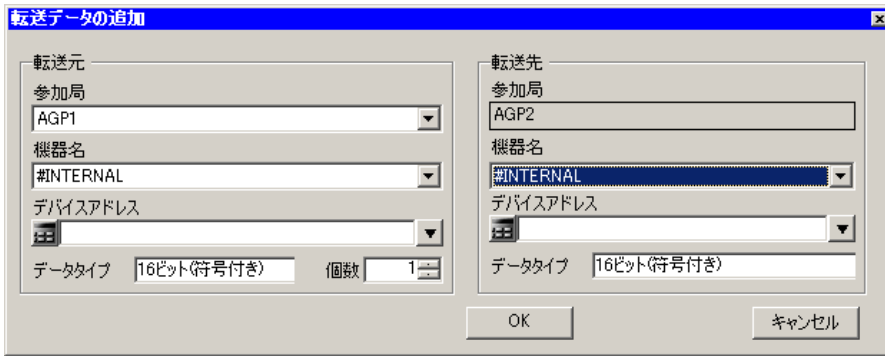 転送データの追加
転送元
参加局
AGP1
機器名
#INTERNAL
デバイスアドレス
データタイプ 16ビット(符号付き) 個数 1
転送先
参加局
AGP2
機器名
#INTERNAL
デバイスアドレス
データタイプ 16ビット(符号付き)
OK キャンセル